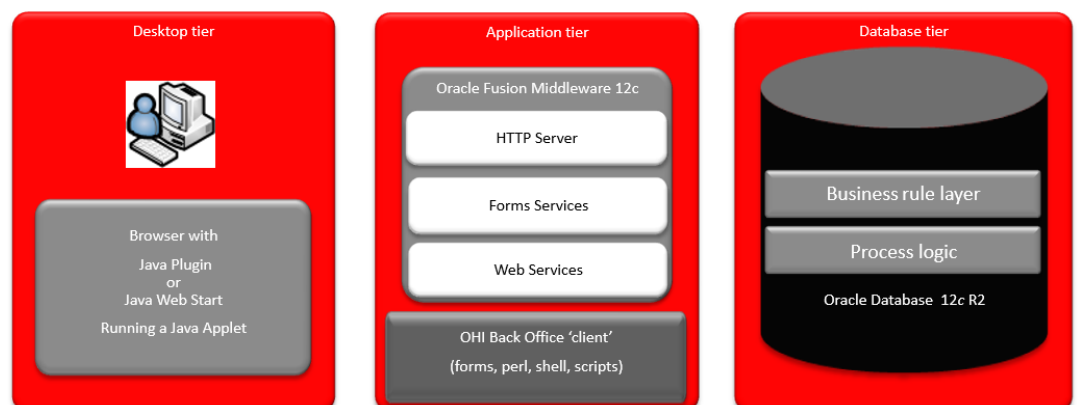 Desktop tier
Browser with
Java Plugin
or
Java Web Start
Running a Java Applet
Application tier
Oracle Fusion Middleware 12c
HTTP Server
Forms Services
Web Services
OHI Back Office ‘client’
(forms, perl, shell, scripts)
Database tier
Business rule layer
Process logic
Oracle Database 12c R2